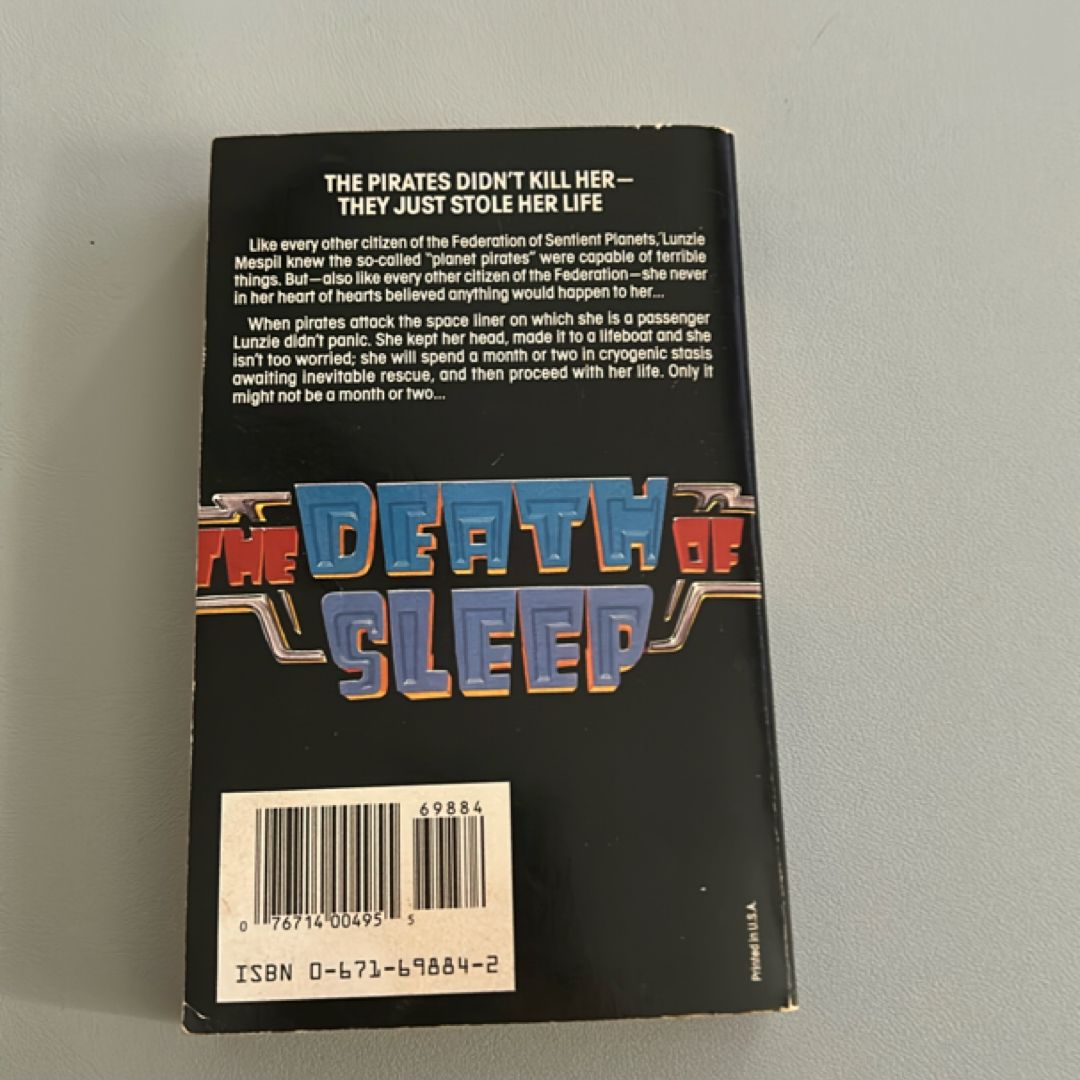 THE PIRATES DIDN'T KILL HER—
THEY JUST STOLE HER LIFE
Like every other citizen of the Federation of Sentient Planets, Lunzie
Mespil knew the so-called "planet pirates" were capable of terrible
things. But—also like every other citizen of the Federation—she never
in her heart of hearts believed anything would happen to her...
When pirates attack the space liner on which she is a passenger
Lunzie didn't panic. She kept her head, made it to a lifeboat and she
isn't too worried; she will spend a month or two in cryogenic stasis
awaiting inevitable rescue, and then proceed with her life. Only it
might not be a month or two...
THE DEATH OF
SLEEP
69884
0 76714 00495 5
ISBN 0-671-69884-2
Printed in U.S.A.